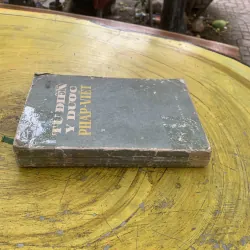 TỪ ĐIỂN
Y DƯỢC
PHÁP-VIỆT